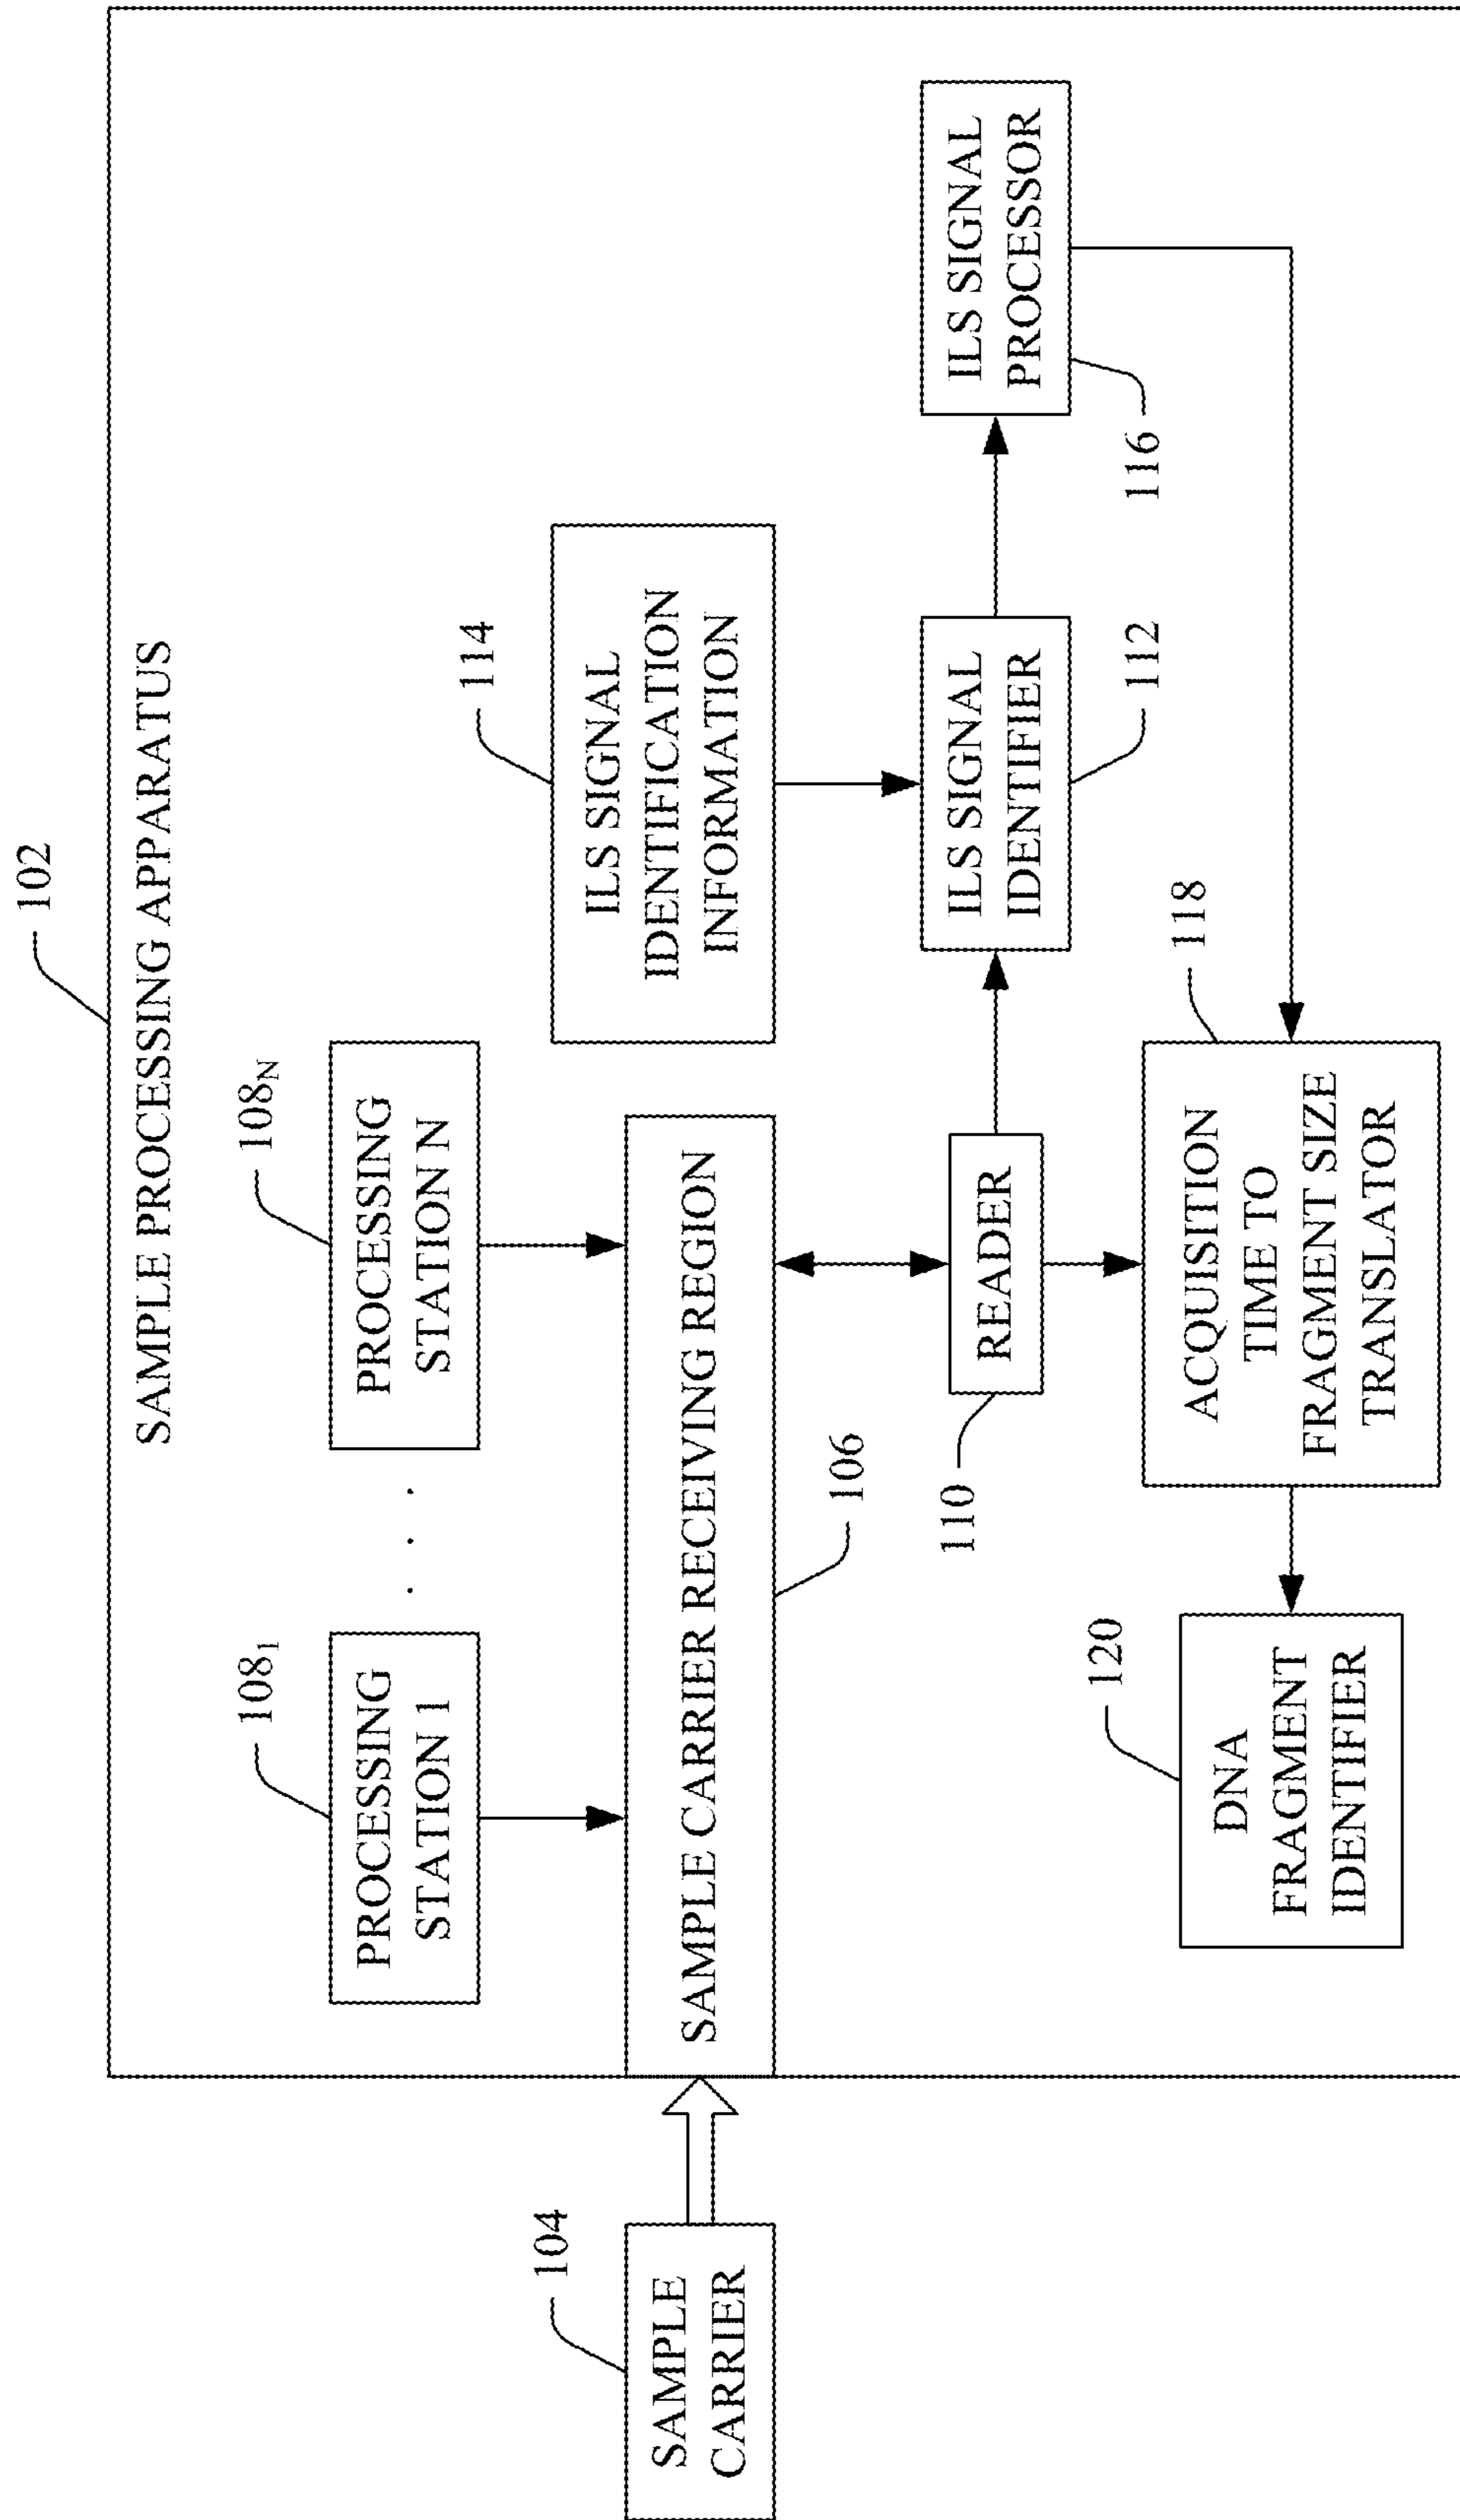 102
SAMPLE PROCESSING APPARATUS
108₁
PROCESSING
STATION 1
. . .
108N
PROCESSING
STATION N
114
ILS SIGNAL
IDENTIFICATION
INFORMATION
104
SAMPLE
CARRIER
SAMPLE CARRIER RECEIVING REGION
106
110
READER
ILS SIGNAL
IDENTIFIER
112
ILS SIGNAL
PROCESSOR
116
120
DNA
FRAGMENT
IDENTIFIER
118
ACQUISITION
TIME TO
FRAGMENT SIZE
TRANSLATOR